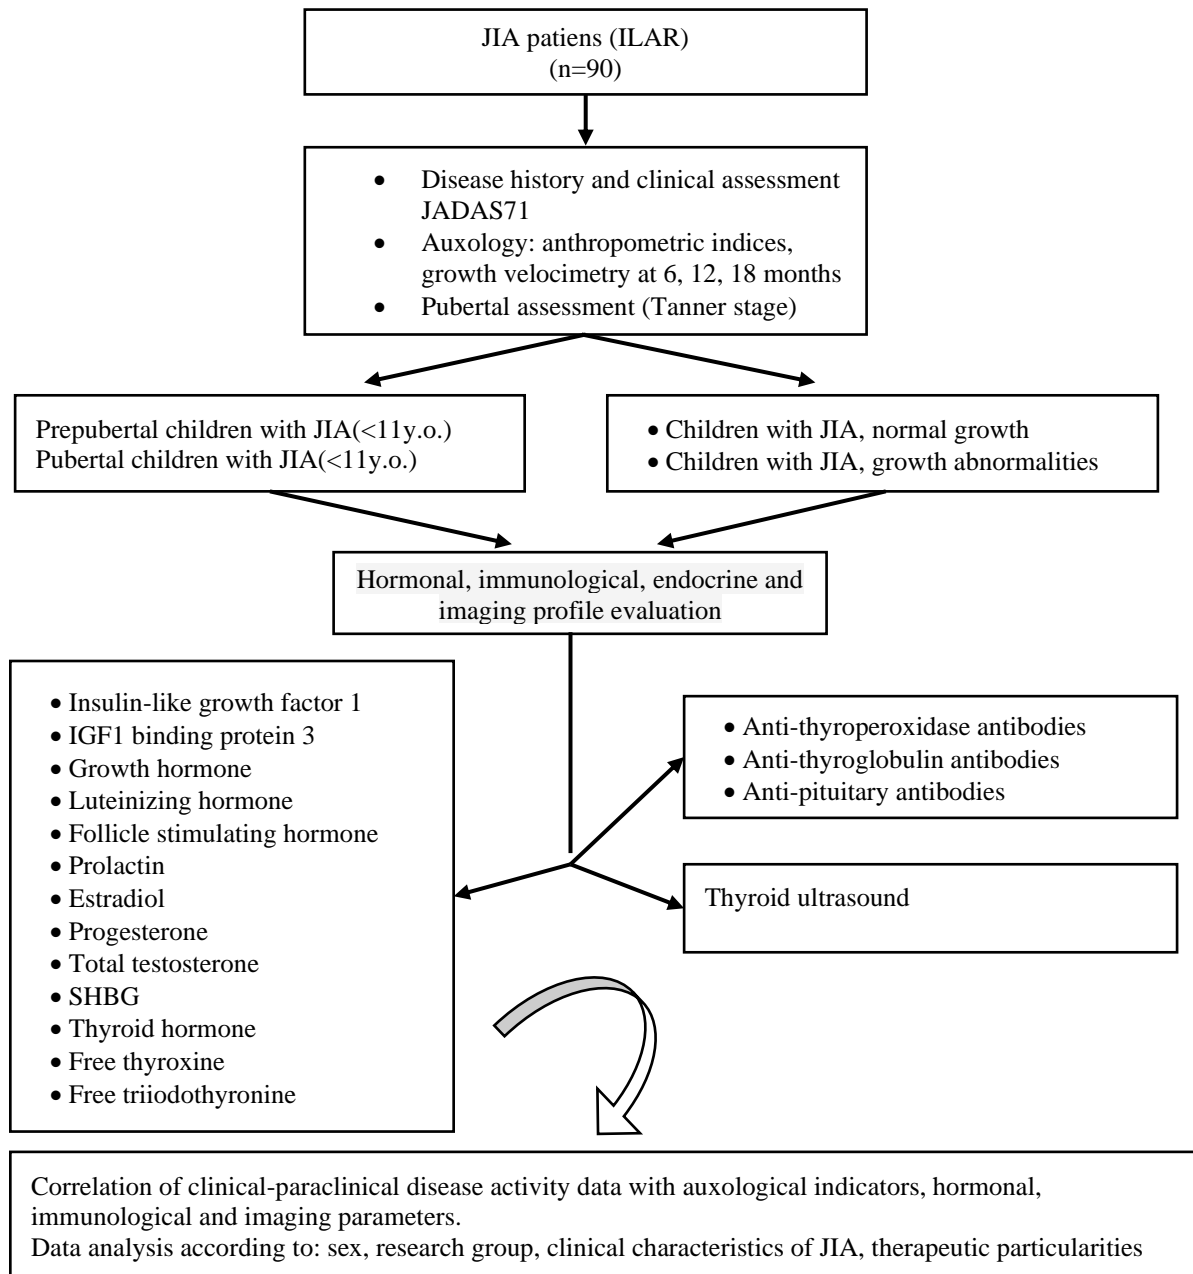 JIA patiens (ILAR)
(n=90)
• Disease history and clinical assessment
JADAS71
• Auxology: anthropometric indices,
growth velocimetry at 6, 12, 18 months
• Pubertal assessment (Tanner stage)
Prepubertal children with JIA(<11y.o.)
Pubertal children with JIA(<11y.o.)
• Children with JIA, normal growth
• Children with JIA, growth abnormalities
Hormonal, immunological, endocrine and
imaging profile evaluation
• Insulin-like growth factor 1
• IGF1 binding protein 3
• Growth hormone
• Luteinizing hormone
• Follicle stimulating hormone
• Prolactin
• Estradiol
• Progesterone
• Total testosterone
• SHBG
• Thyroid hormone
• Free thyroxine
• Free triiodothyronine
• Anti-thyroperoxidase antibodies
• Anti-thyroglobulin antibodies
• Anti-pituitary antibodies
Thyroid ultrasound
Correlation of clinical-paraclinical disease activity data with auxological indicators, hormonal,
immunological and imaging parameters.
Data analysis according to: sex, research group, clinical characteristics of JIA, therapeutic particularities